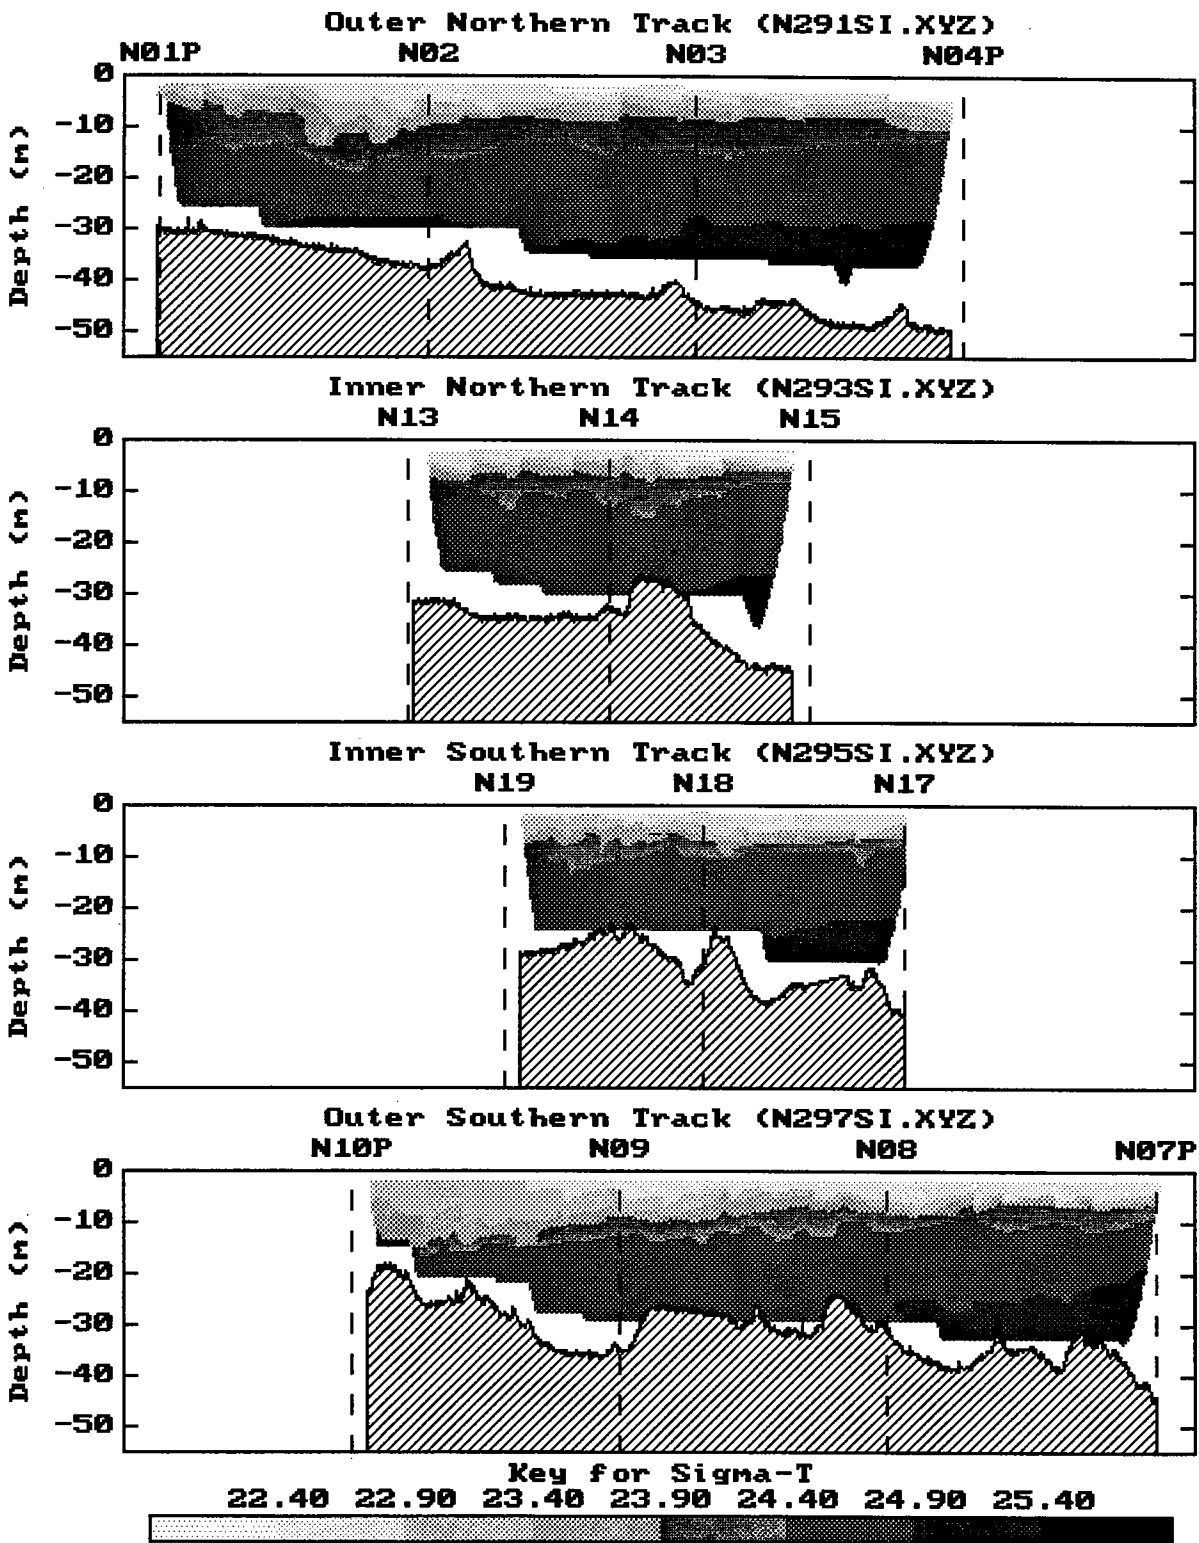 Outer Northern Track (N291SI.XYZ)
N01P N02 N03 N04P
0
-10
-20
-30
-40
-50
Depth (m)
Inner Northern Track (N293SI.XYZ)
N13 N14 N15
0
-10
-20
-30
-40
-50
Depth (m)
Inner Southern Track (N295SI.XYZ)
N19 N18 N17
0
-10
-20
-30
-40
-50
Depth (m)
Outer Southern Track (N297SI.XYZ)
N10P N09 N08 N07P
0
-10
-20
-30
-40
-50
Depth (m)
Key for Sigma-T
22.40 22.90 23.40 23.90 24.40 24.90 25.40